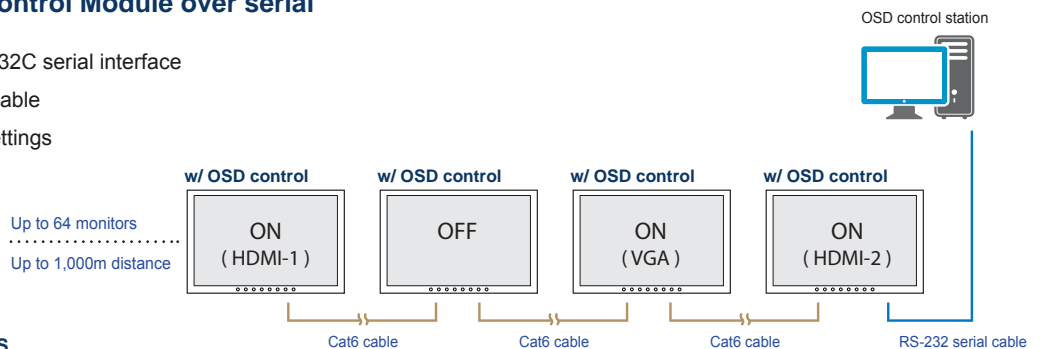 ontrol Module over serial
OSD control station
32C serial interface
able
ttings
w/ OSD control w/ OSD control w/ OSD control w/ OSD control
Up to 64 monitors
Up to 1,000m distance
ON
( HDMI-1 )
OFF
ON
( VGA )
ON
( HDMI-2 )
Cat6 cable Cat6 cable Cat6 cable RS-232 serial cable